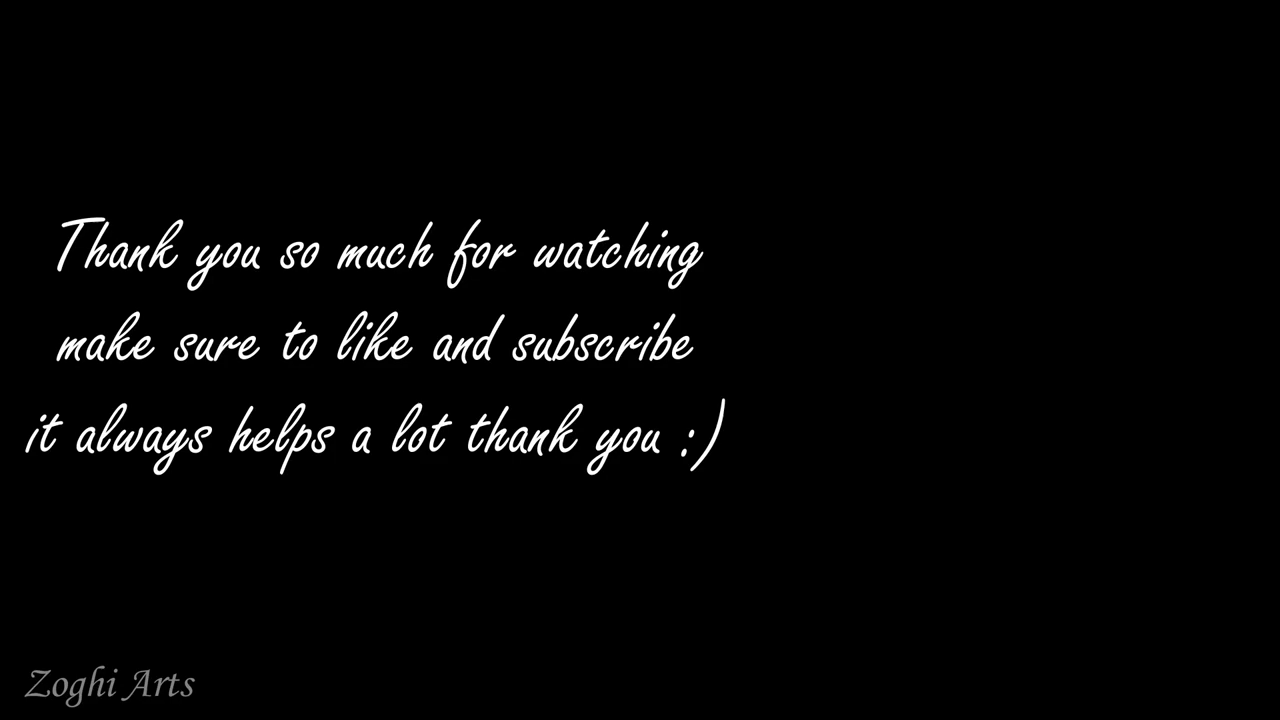 Thank you so much for watching
make sure to like and subscribe
it always helps a lot thank you :)
Zoghi Arts